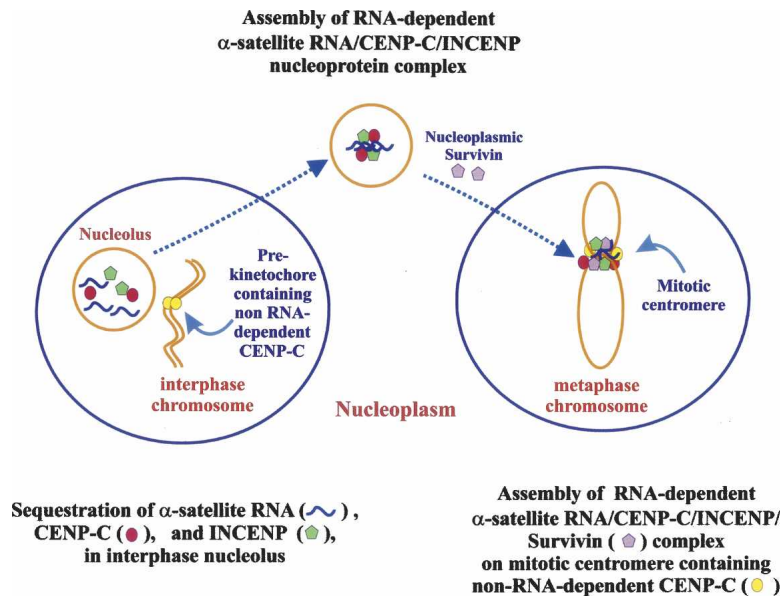 Assembly of RNA-dependent
α-satellite RNA/CENP-C/INCENP
nucleoprotein complex
Nucleoplasmic
Survivin
Nucleolus
Pre-
kinetochore
containing
non RNA-
dependent
CENP-C
Mitotic
centromere
interphase
chromosome
metaphase
chromosome
Nucleoplasm
Sequestration of α-satellite RNA ( ) ,
CENP-C ( ), and INCENP ( ),
in interphase nucleolus
Assembly of RNA-dependent
α-satellite RNA/CENP-C/INCENP/
Survivin ( ) complex
on mitotic centromere containing
non-RNA-dependent CENP-C ( )